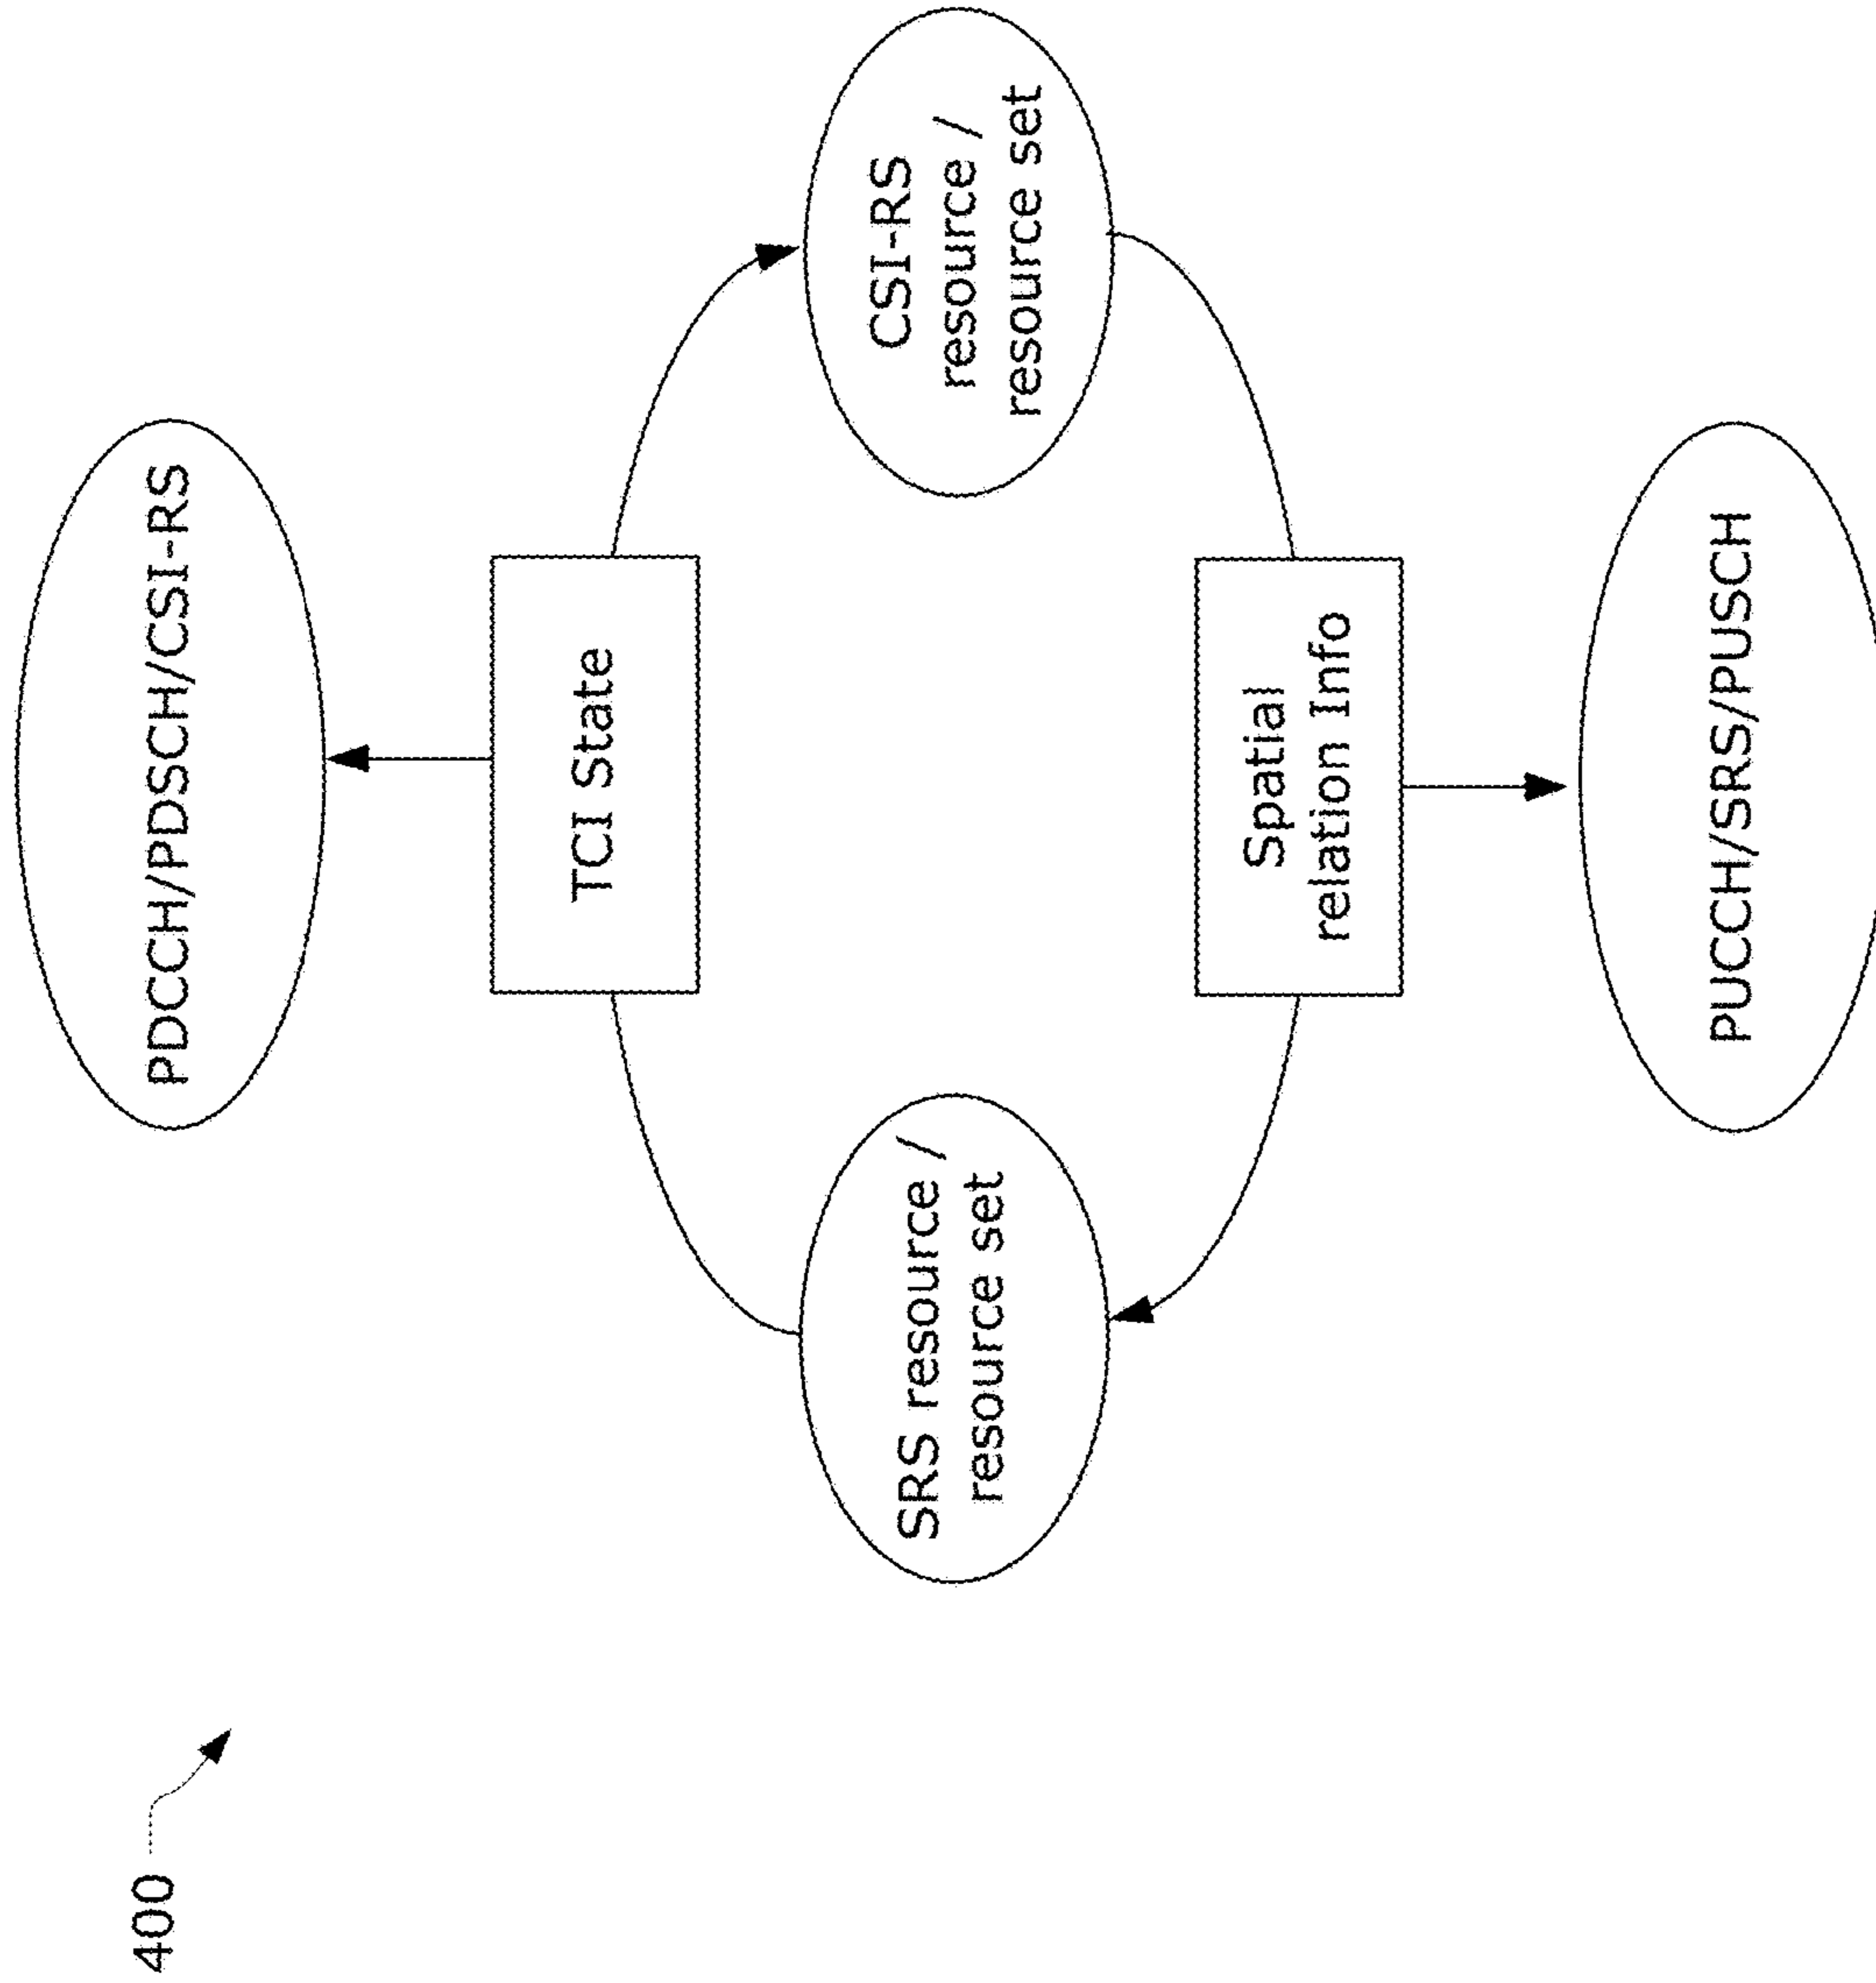 400
PDCCH/PDSCH/CSI-RS
TCI State
SRS resource /
resource set
CSI-RS
resource /
resource set
Spatial
relation Info
PUCCH/SRS/PUSCH